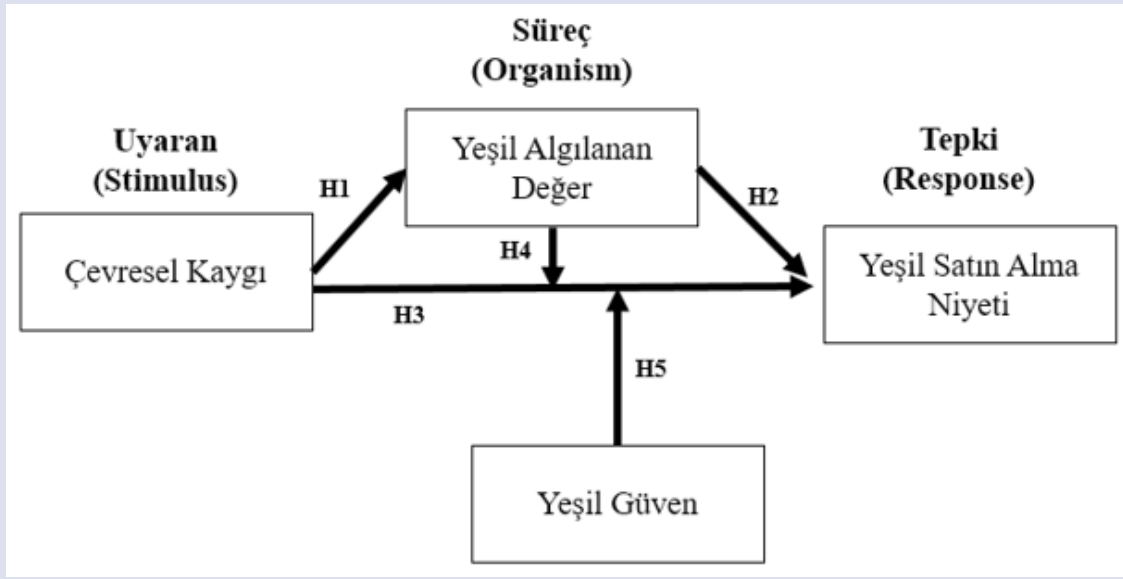 Süreç
(Organism)
Uyaran
(Stimulus)
Yeşil Algılanan
Değer
Tepki
(Response)
H1
H2
Çevresel Kaygı
H4
Yeşil Satın Alma
Niyeti
H3
H5
Yeşil Güven